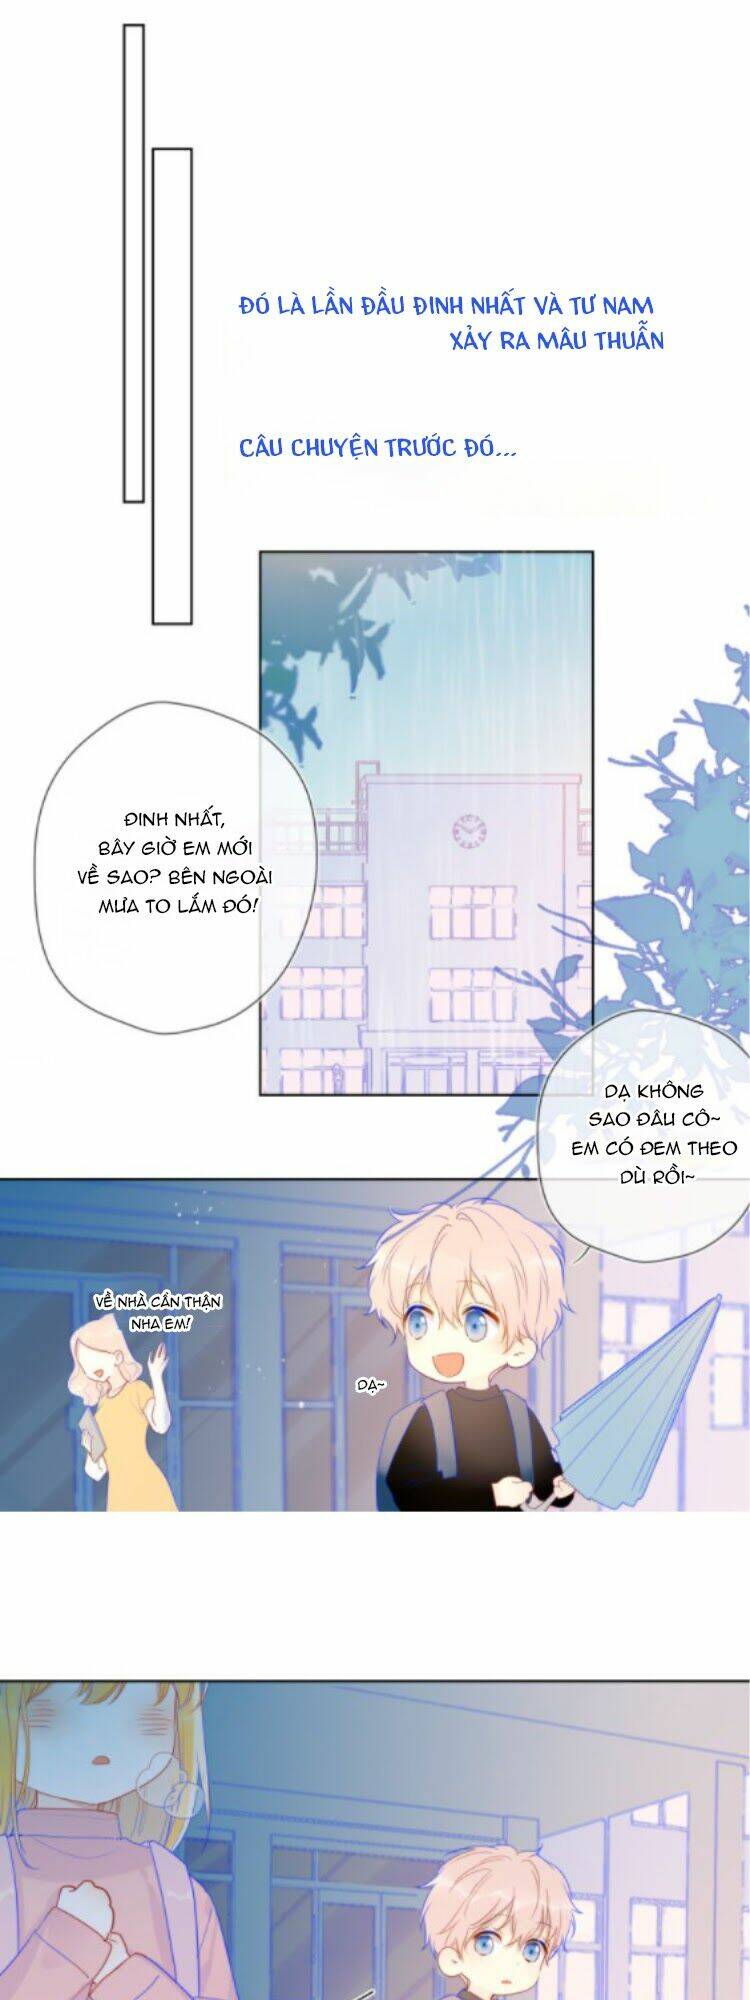 ĐÓ LÀ LẦN ĐẦU ĐINH NHẤT VÀ TƯ NAM
XẢY RA MÂU THUẪN
CÂU CHUYỆN TRƯỚC ĐÓ...
ĐINH NHẤT,
BÂY GIỜ EM MỚI
VỀ SAO? BÊN NGOÀI
MƯA TO LẮM ĐÓ!
DẠ KHÔNG
SAO ĐÂU CÔ~
EM CÓ ĐEM THEO
DÙ RỒI~
VỀ NHÀ CẨN THẬN
NHA EM!
DẠ~